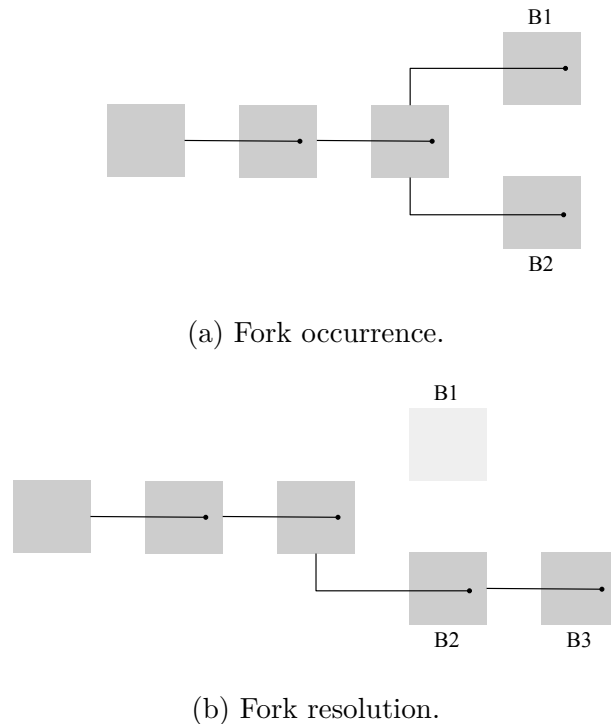 B1
B2
(a) Fork occurrence.
B1
B2 B3
(b) Fork resolution.